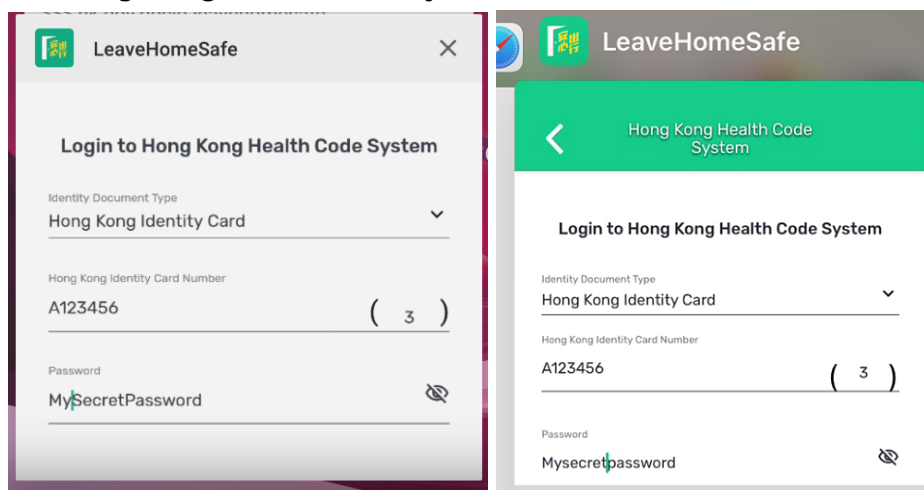 LeaveHomeSafe
Login to Hong Kong Health Code System
Identity Document Type
Hong Kong Identity Card
Hong Kong Identity Card Number
A123456 ( 3 )
Password
MySecretPassword
LeaveHomeSafe
Hong Kong Health Code
System
Login to Hong Kong Health Code System
Identity Document Type
Hong Kong Identity Card
Hong Kong Identity Card Number
A123456 ( 3 )
Password
Mysecretpassword